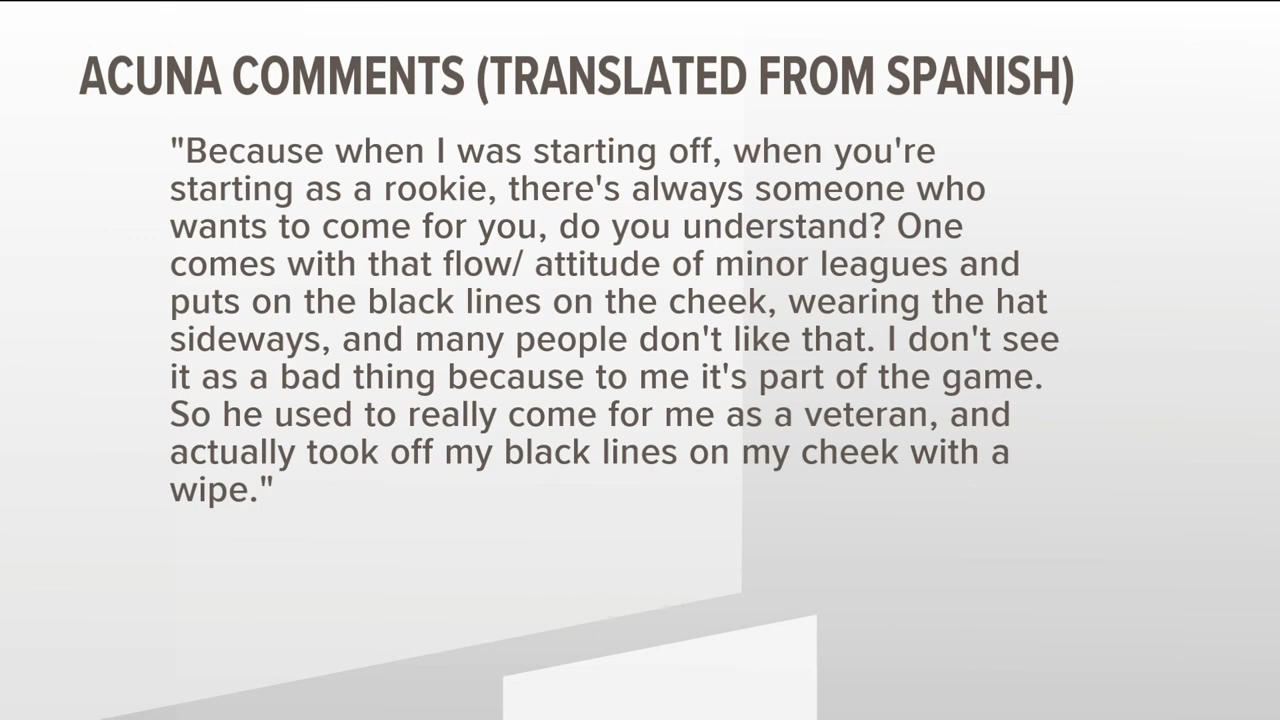 ACUNA COMMENTS (TRANSLATED FROM SPANISH)
"Because when I was starting off, when you're
starting as a rookie, there's always someone who
wants to come for you, do you understand? One
comes with that flow/ attitude of minor leagues and
puts on the black lines on the cheek, wearing the hat
sideways, and many people don't like that. I don't see
it as a bad thing because to me it's part of the game.
So he used to really come for me as a veteran, and
actually took off my black lines on my cheek with a
wipe."